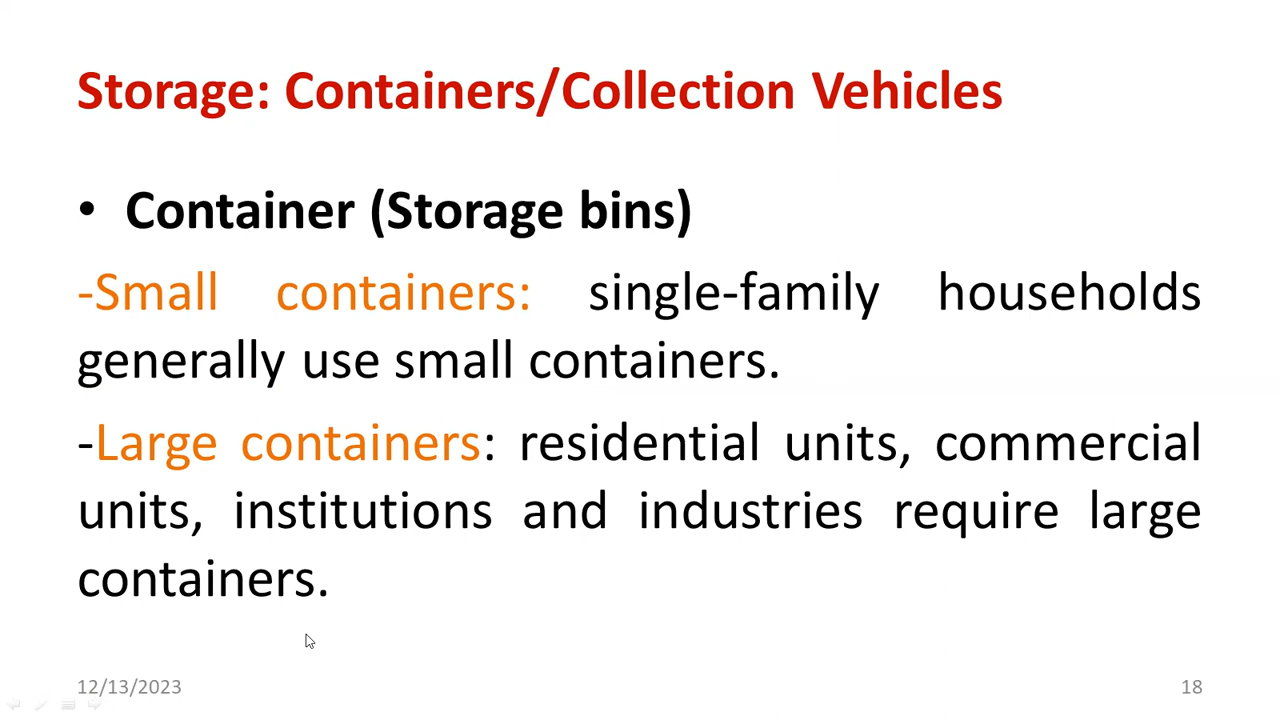 Storage: Containers/Collection Vehicles
• Container (Storage bins)
-Small containers: single-family households
generally use small containers.
-Large containers: residential units, commercial
units, institutions and industries require large
containers.
12/13/2023
18